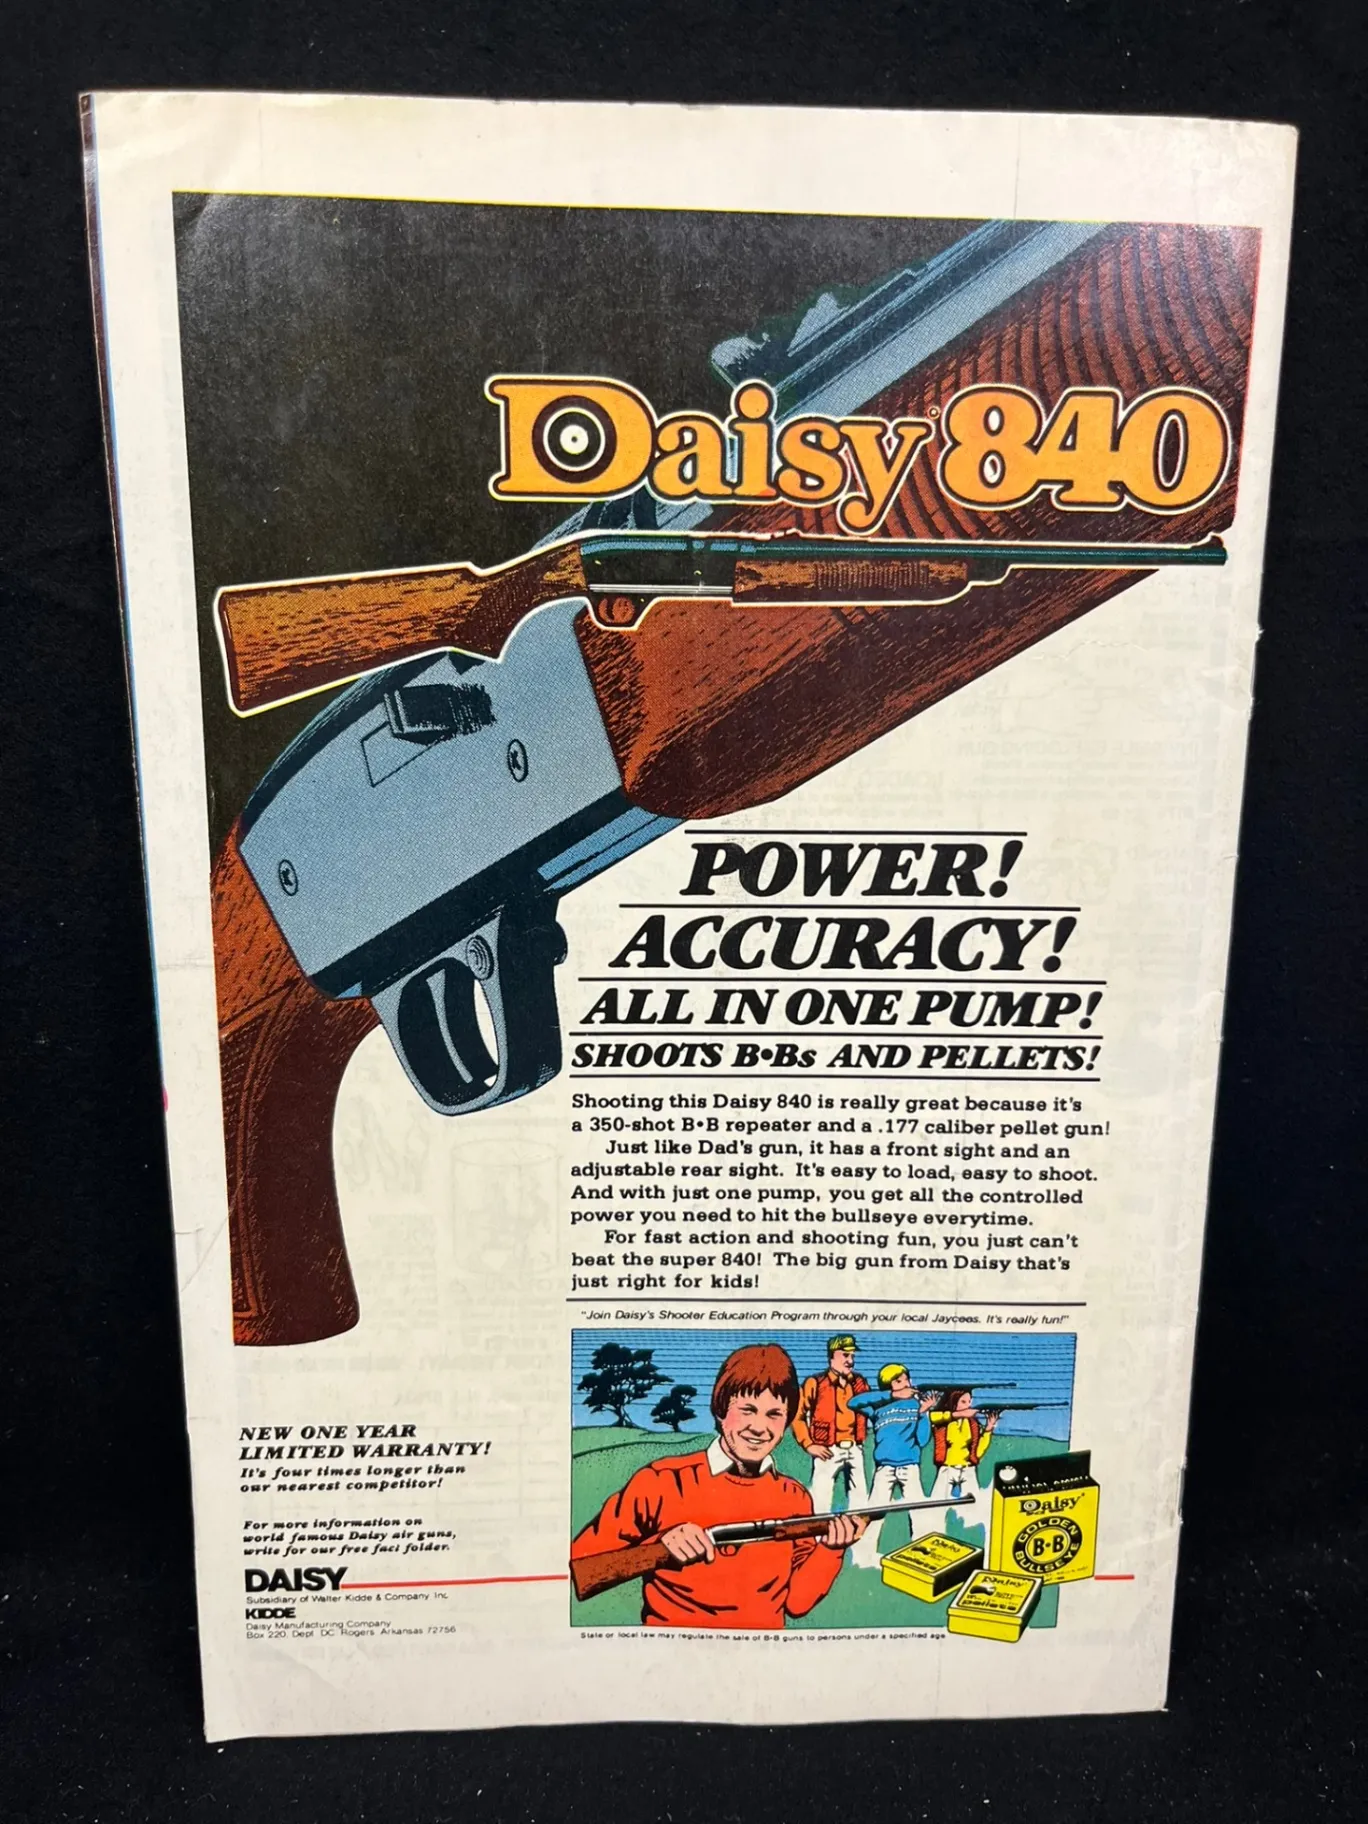 Daisy® 840
POWER!
ACCURACY!
ALL IN ONE PUMP!
SHOOTS B•Bs AND PELLETS!
Shooting this Daisy 840 is really great because it's
a 350-shot B•B repeater and a .177 caliber pellet gun!
Just like Dad's gun, it has a front sight and an
adjustable rear sight. It's easy to load, easy to shoot.
And with just one pump, you get all the controlled
power you need to hit the bullseye everytime.
For fast action and shooting fun, you just can't
beat the super 840! The big gun from Daisy that's
just right for kids!
"Join Daisy's Shooter Education Program through your local Jaycees. It's really fun!"
Daisy
GOLDEN
B•B
BULLSEYE
Daisy
pellets
Daisy
pellets
State or local law may regulate the sale of B-B guns to persons under a specified age
NEW ONE YEAR
LIMITED WARRANTY!
It's four times longer than
our nearest competitor!
For more information on
world famous Daisy air guns,
write for our free fact folder.
DAISY
Subsidiary of Walter Kidde & Company Inc.
KIDDE
Daisy Manufacturing Company
Box 220, Dept. DC Rogers, Arkansas 72756